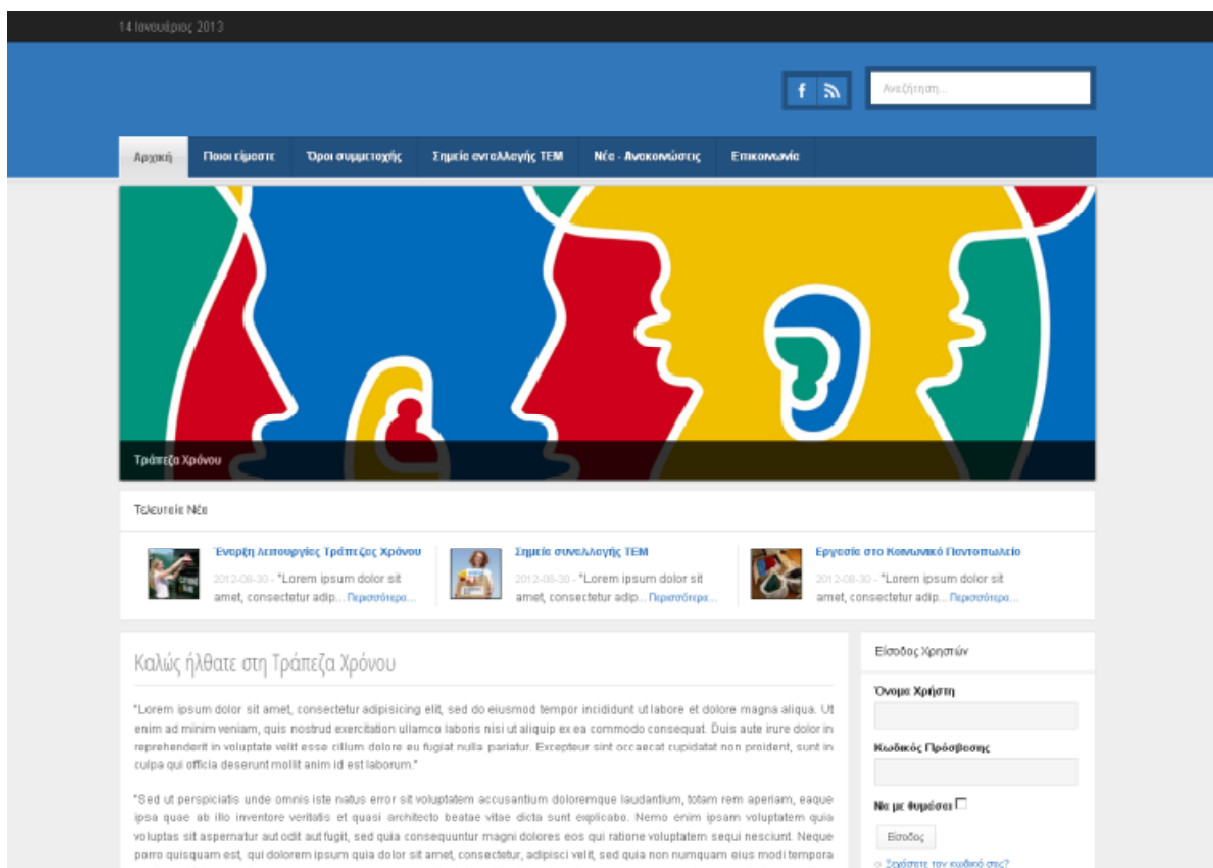 14 Ιανουάριος 2013
Αναζήτηση...
Αρχική Ποιοι είμαστε Όροι συμμετοχής Σημεία ανταλλαγής ΤΕΜ Νέα - Ανακοινώσεις Επικοινωνία
Τράπεζα Χρόνου
Τελευταία Νέα
Έναρξη λειτουργίας Τράπεζας Χρόνου
2012-08-30 - "Lorem ipsum dolor sit
amet, consectetur adip... Περισσότερα...
Σημεία συναλλαγής ΤΕΜ
2012-08-30 - "Lorem ipsum dolor sit
amet, consectetur adip... Περισσότερα...
Εργασία στο Κοινωνικό Παντοπωλείο
2012-08-30 - "Lorem ipsum dolor sit
amet, consectetur adip... Περισσότερα...
Καλώς ήλθατε στη Τράπεζα Χρόνου
"Lorem ipsum dolor sit amet, consectetur adipisicing elit, sed do eiusmod tempor incididunt ut labore et dolore magna aliqua. Ut
enim ad minim veniam, quis nostrud exercitation ullamco laboris nisi ut aliquip ex ea commodo consequat. Duis aute irure dolor in
reprehenderit in voluptate velit esse cillum dolore eu fugiat nulla pariatur. Excepteur sint occaecat cupidatat non proident, sunt in
culpa qui officia deserunt mollit anim id est laborum."
"Sed ut perspiciatis unde omnis iste natus error sit voluptatem accusantium doloremque laudantium, totam rem aperiam, eaque
ipsa quae ab illo inventore veritatis et quasi architecto beatae vitae dicta sunt explicabo. Nemo enim ipsam voluptatem quia
voluptas sit aspernatur aut odit aut fugit, sed quia consequuntur magni dolores eos qui ratione voluptatem sequi nesciunt. Neque
porro quisquam est, qui dolorem ipsum quia dolor sit amet, consectetur, adipisci velit, sed quia non numquam eius modi tempora
Είσοδος Χρηστών
Όνομα Χρήστη
Κωδικός Πρόσβασης
Να με θυμάσαι
Είσοδος
Ξεχάσατε τον κωδικό σας?